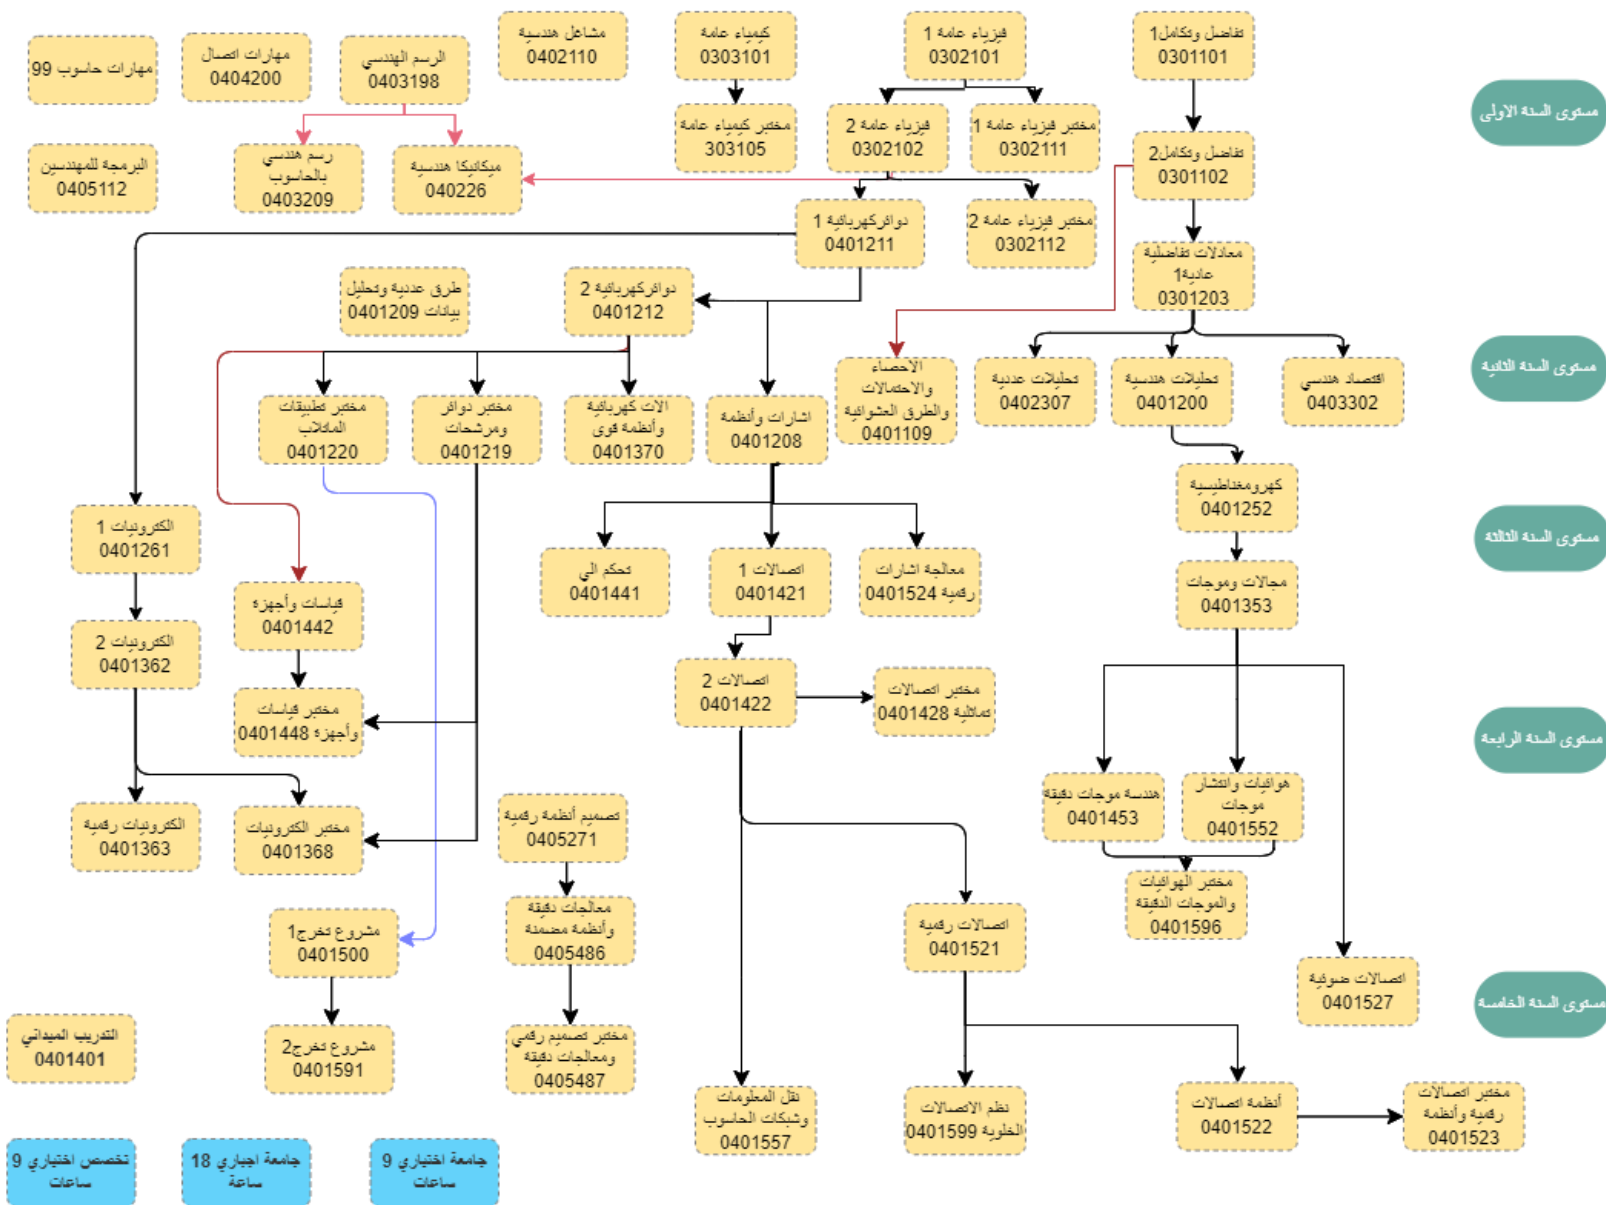 مهارات حاسوب 99
مهارات اتصال
0404200
الرسم الهندسي
0403198
مشاغل هندسية
0402110
كيمياء عامة
0303101
فيزياء عامة 1
0302101
تفاضل وتكامل1
0301101
مستوى السنة الاولى
البرمجة للمهندسين
0405112
رسم هندسي
بالحاسوب
0403209
ميكانيكا هندسية
040226
مختبر كيمياء عامة
303105
فيزياء عامة 2
0302102
مختبر فيزياء عامة 1
0302111
تفاضل وتكامل2
0301102
دوائركهربائية 1
0401211
مختبر فيزياء عامة 2
0302112
معادلات تفاضلية
عادية1
0301203
طرق عددية وتحليل
بيانات 0401209
دوائركهربائية 2
0401212
مستوى السنة الثانية
مختبر تطبيقات
الماتلاب
0401220
مختبر دوائر
ومرشحات
0401219
الات كهربائية
وأنظمة قوى
0401370
اشارات وأنظمة
0401208
الاحصاء
والاحتمالات
والطرق العشوائية
0401109
تحليلات عددية
0402307
تحليلات هندسية
0401200
اقتصاد هندسي
0403302
كهرومغناطيسية
0401252
الكترونيات 1
0401261
مستوى السنة الثالثة
تحكم الي
0401441
اتصالات 1
0401421
معالجة اشارات
رقمية 0401524
مجالات وموجات
0401353
قياسات وأجهزة
0401442
الكترونيات 2
0401362
اتصالات 2
0401422
مختبر اتصالات
تماثلية 0401428
مختبر قياسات
وأجهزة 0401448
مستوى السنة الرابعة
هندسة موجات دقيقة
0401453
هوائيات وانتشار
موجات
0401552
الكترونيات رقمية
0401363
مختبر الكترونيات
0401368
تصميم أنظمة رقمية
0405271
مختبر الهوائيات
والموجات الدقيقة
0401596
مشروع تخرج1
0401500
معالجات دقيقة
وأنظمة مضمنة
0405486
اتصالات رقمية
0401521
اتصالات ضوئية
0401527
مستوى السنة الخامسة
التدريب الميداني
0401401
مشروع تخرج2
0401591
مختبر تصميم رقمي
ومعالجات دقيقة
0405487
نقل المعلومات
وشبكات الحاسوب
0401557
نظم الاتصالات
الخلوية 0401599
أنظمة اتصالات
0401522
مختبر اتصالات
رقمية وأنظمة
0401523
تخصص اختياري 9
ساعات
جامعة اجباري 18
ساعة
جامعة اختياري 9
ساعات